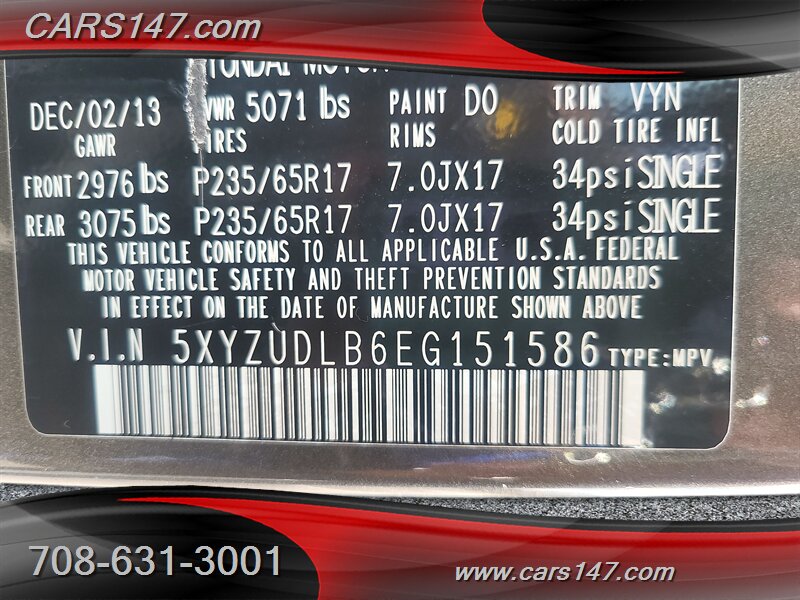 CARS147.com
DEC/02/13 5071 lbs PAINT DO TRIM VYN
GAWR RIMS COLD TIRE INFL
FRONT 2976 lbs P235/65R17 7.0JX17 34psi SINGLE
REAR 3075 lbs P235/65R17 7.0JX17 34psi SINGLE
THIS VEHICLE CONFORMS TO ALL APPLICABLE U.S.A. FEDERAL
MOTOR VEHICLE SAFETY AND THEFT PREVENTION STANDARDS
IN EFFECT ON THE DATE OF MANUFACTURE SHOWN ABOVE
V.I.N 5XYZUDLB6EG151586 TYPE:MPV
708-631-3001
www.cars147.com